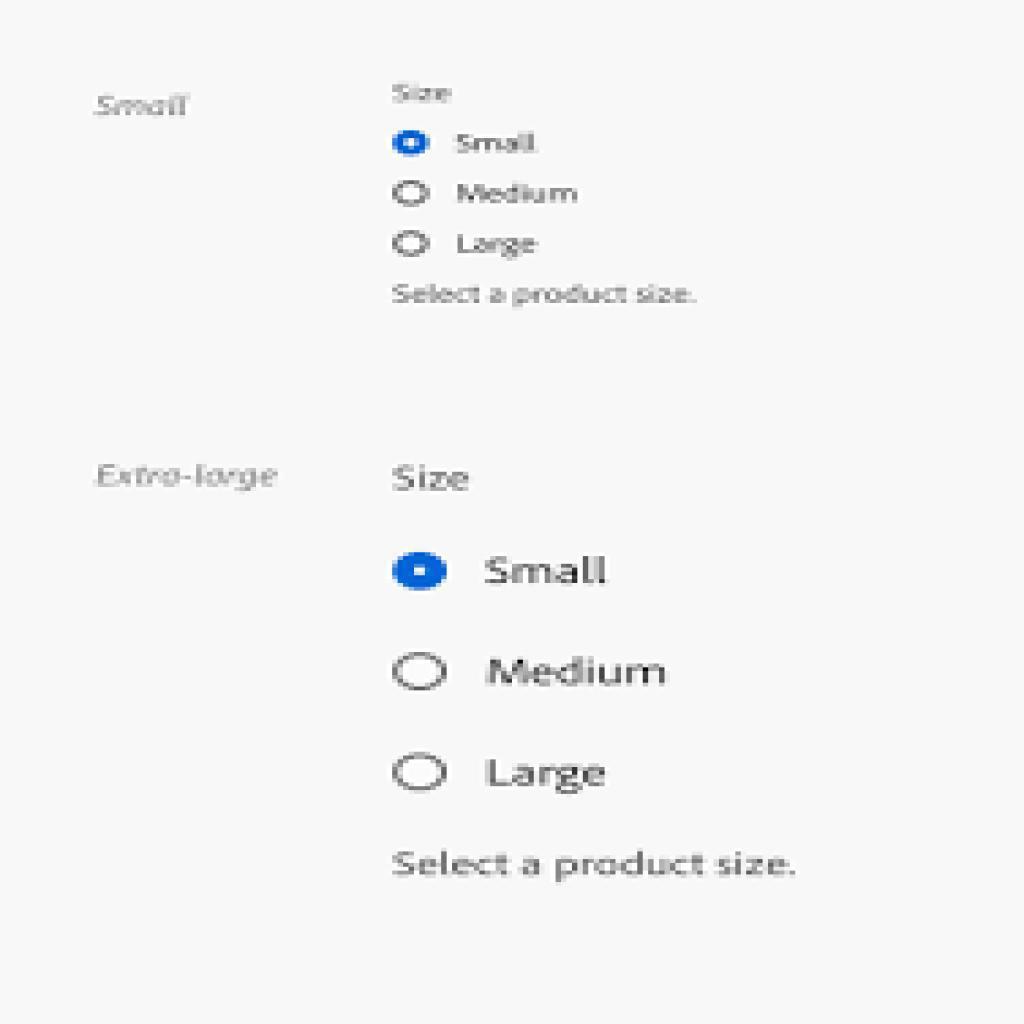 Small
Size
Small
Medium
Large
Select a product size.
Extra-large
Size
Small
Medium
Large
Select a product size.